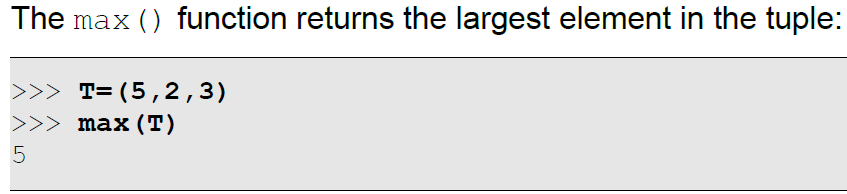 The max() function returns the largest element in the tuple:
>>> T=(5,2,3)
>>> max(T)
5